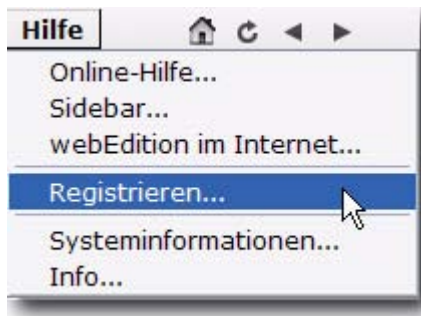 Hilfe
Online-Hilfe...
Sidebar...
webEdition im Internet...
Registrieren...
Systeminformationen...
Info...